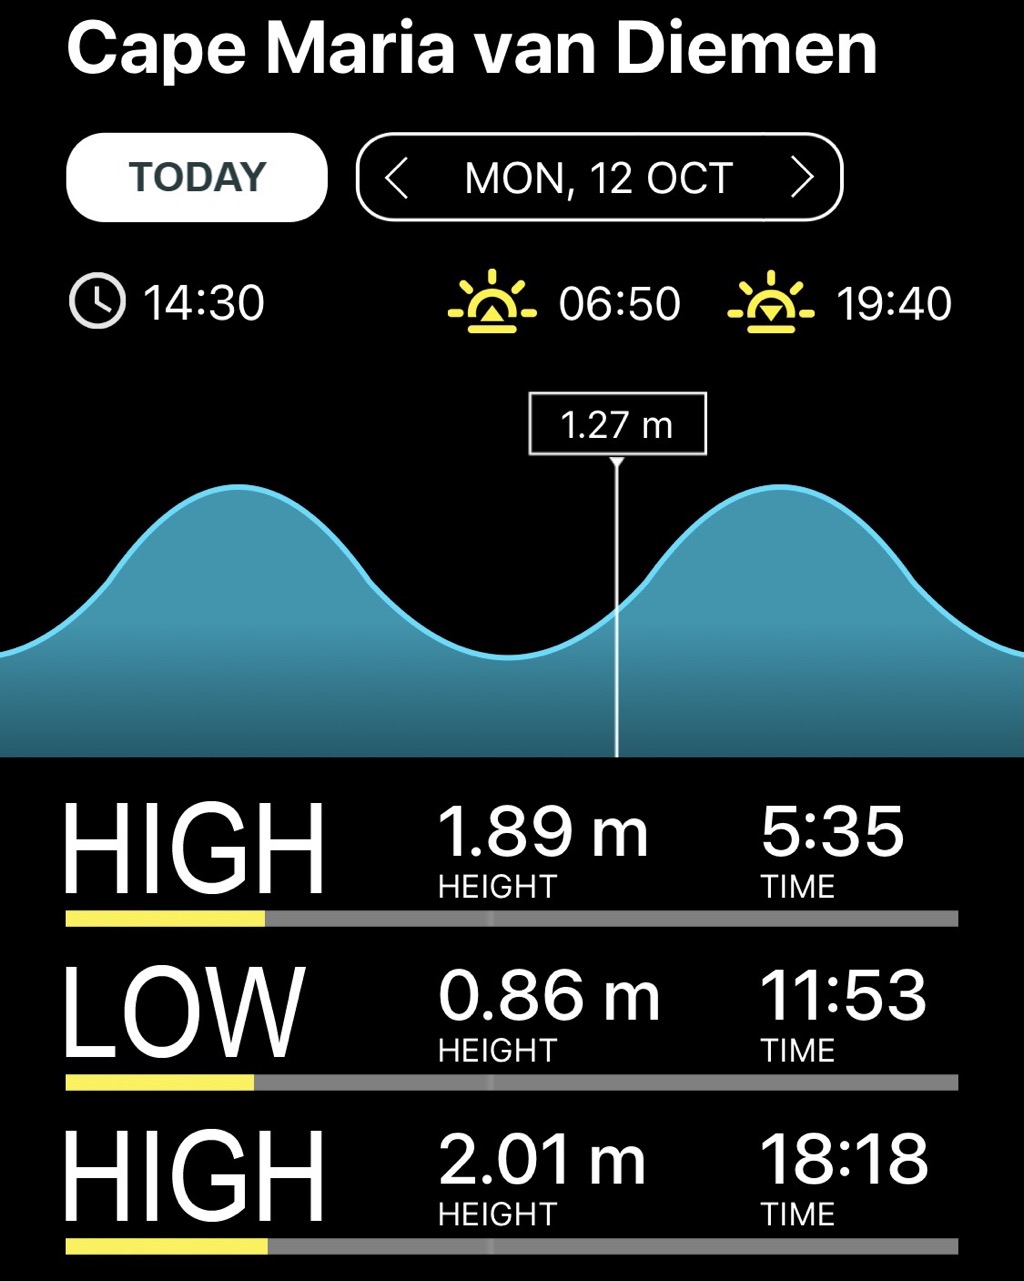 Cape Maria van Diemen
TODAY MON, 12 OCT
14:30 06:50 19:40
1.27 m
HIGH 1.89 m 5:35
HEIGHT TIME
LOW 0.86 m 11:53
HEIGHT TIME
HIGH 2.01 m 18:18
HEIGHT TIME